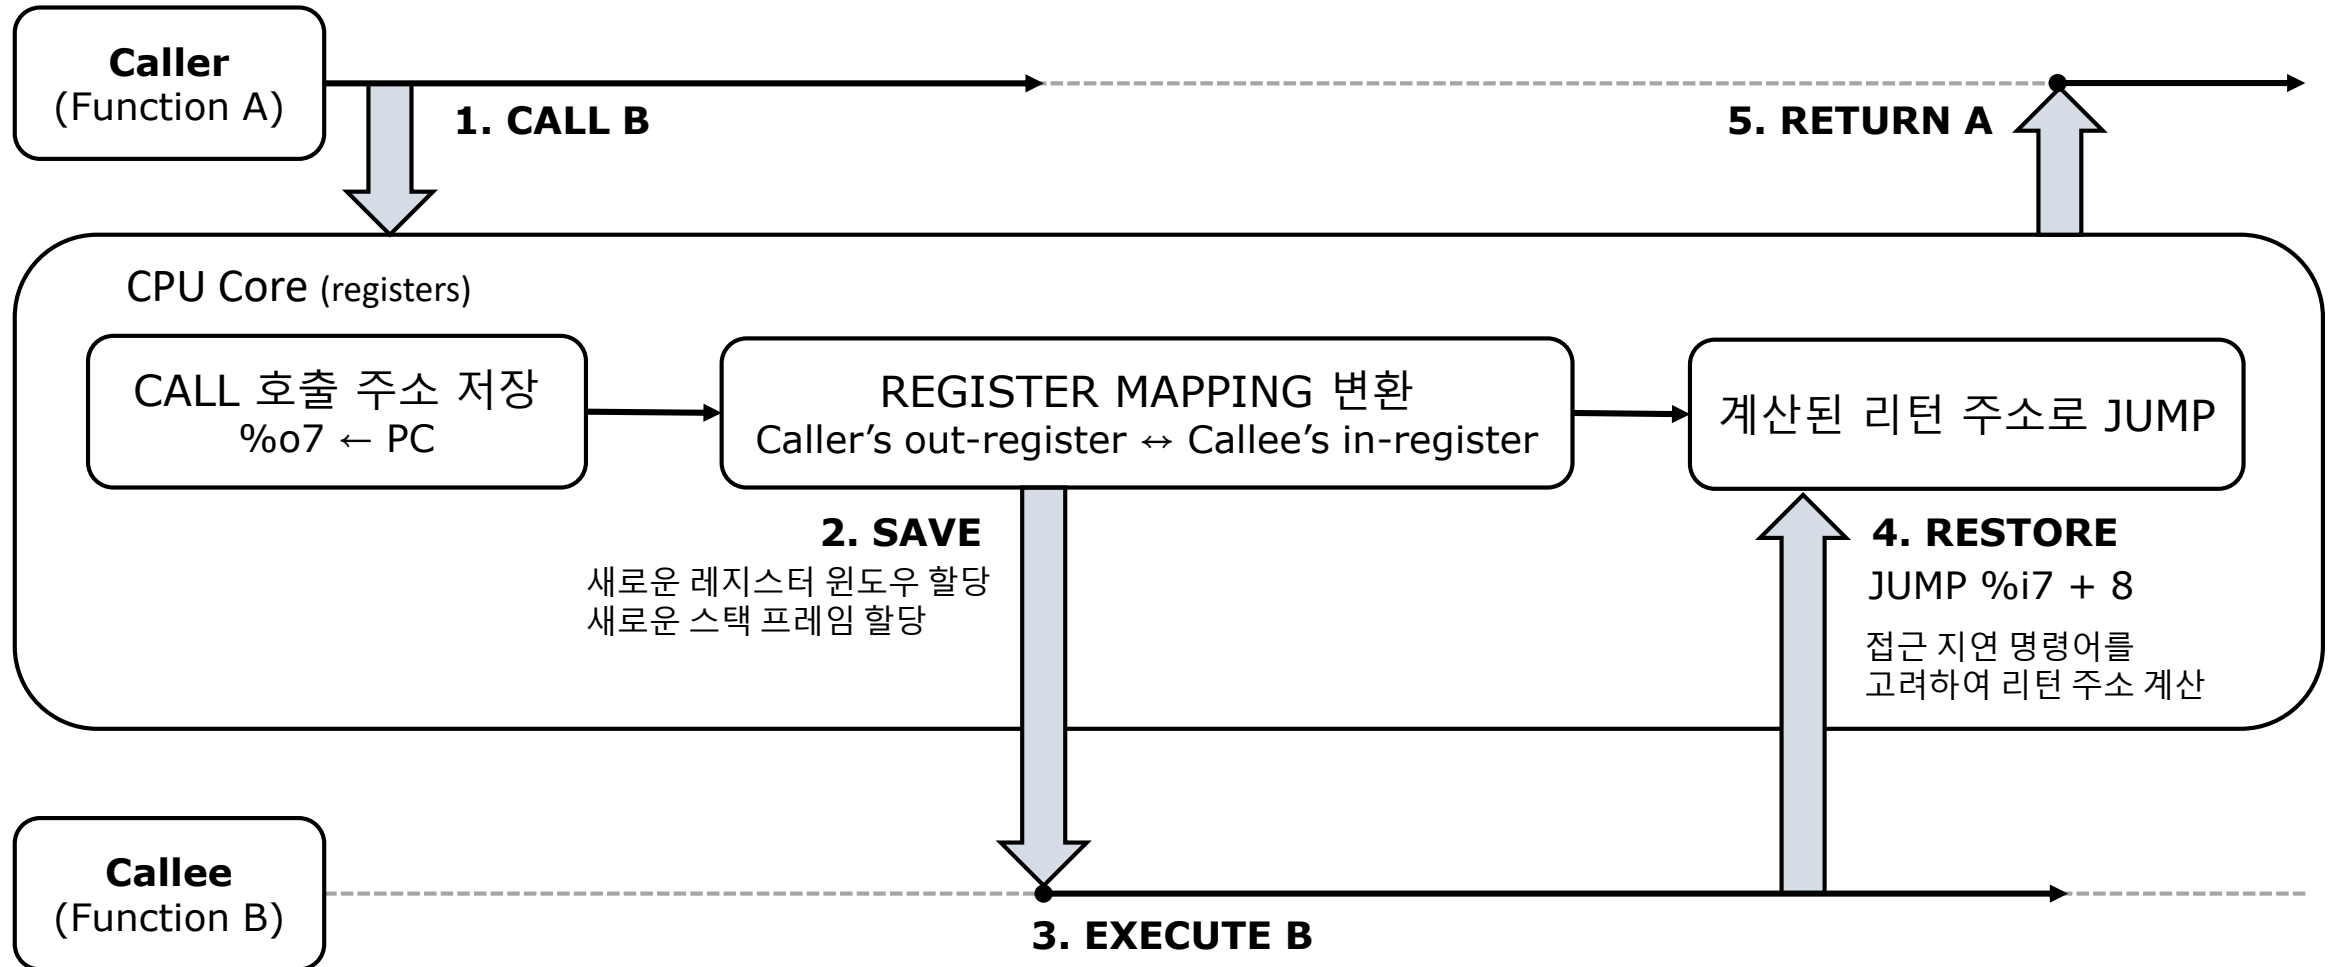 Caller
(Function A)
1. CALL B
5. RETURN A
CPU Core (registers)
CALL 호출 주소 저장
%o7 ← PC
REGISTER MAPPING 변환
Caller’s out-register ↔ Callee’s in-register
계산된 리턴 주소로 JUMP
2. SAVE
새로운 레지스터 윈도우 할당
새로운 스택 프레임 할당
4. RESTORE
JUMP %i7 + 8
접근 지연 명령어를
고려하여 리턴 주소 계산
Callee
(Function B)
3. EXECUTE B